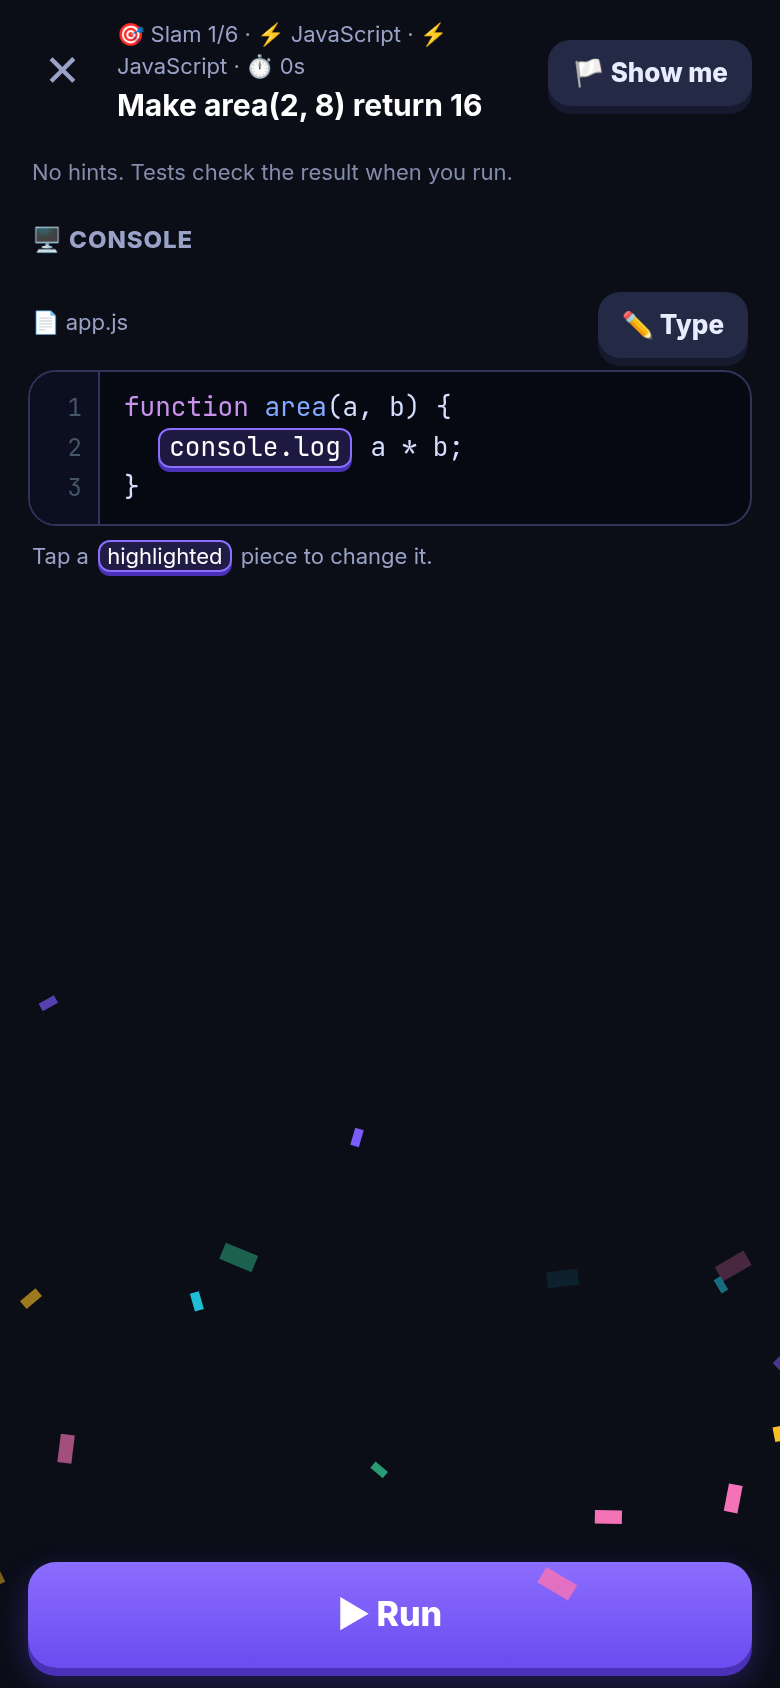 🎯 Slam 1/6 · ⚡ JavaScript · ⚡
JavaScript · ⏱️ 0s
Make area(2, 8) return 16
🏳️ Show me
No hints. Tests check the result when you run.
🖥️ CONSOLE
📄 app.js
✏️ Type
1 function area(a, b) {
2 console.log a * b;
3 }
Tap a highlighted piece to change it.
▶ Run